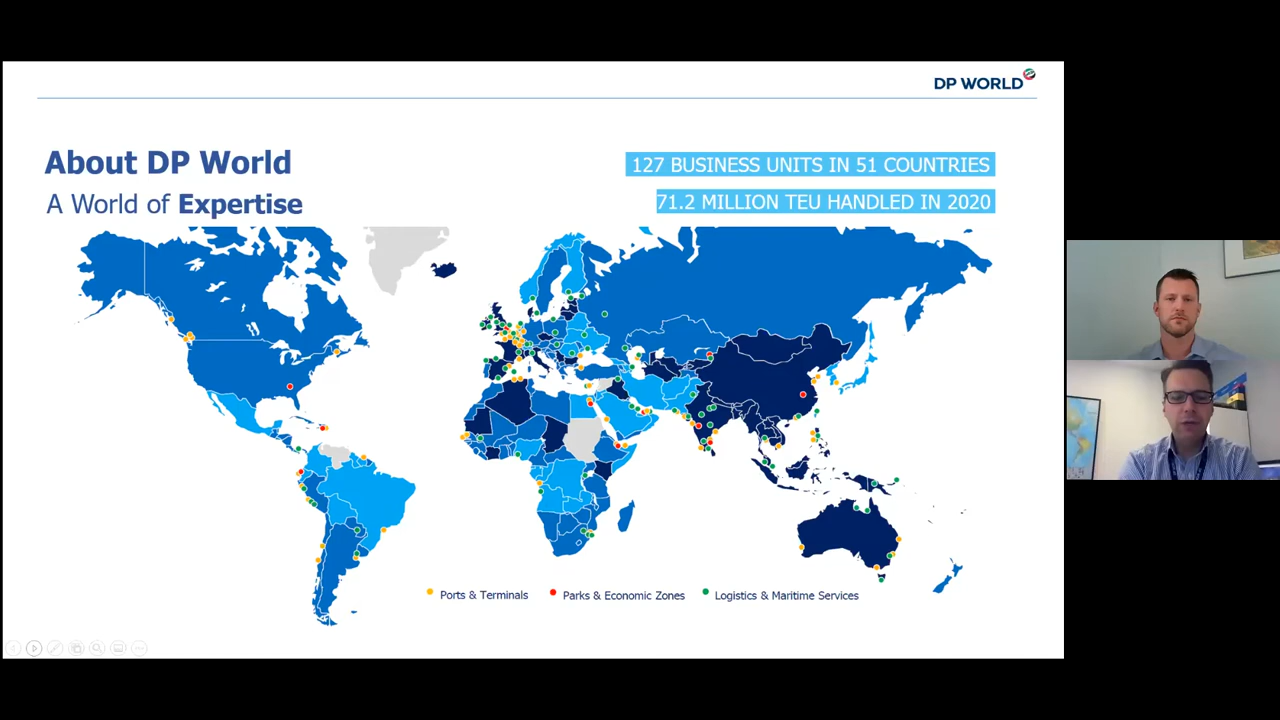 DP WORLD
About DP World
A World of Expertise
127 BUSINESS UNITS IN 51 COUNTRIES
71.2 MILLION TEU HANDLED IN 2020
Ports & Terminals
Parks & Economic Zones
Logistics & Maritime Services